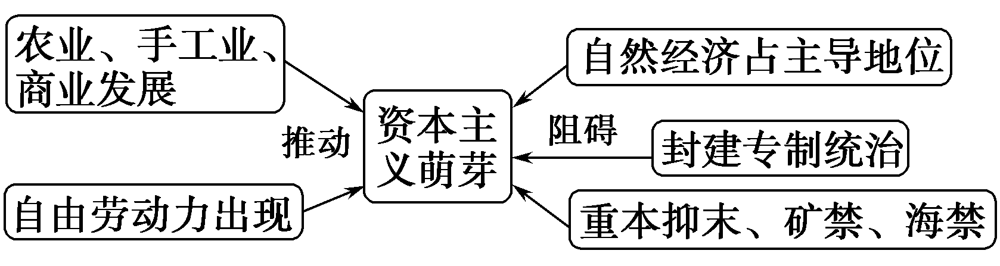 农业、手工业、
商业发展
推动
自由劳动力出现
资本主
义萌芽
阻碍
自然经济占主导地位
封建专制统治
重本抑末、矿禁、海禁